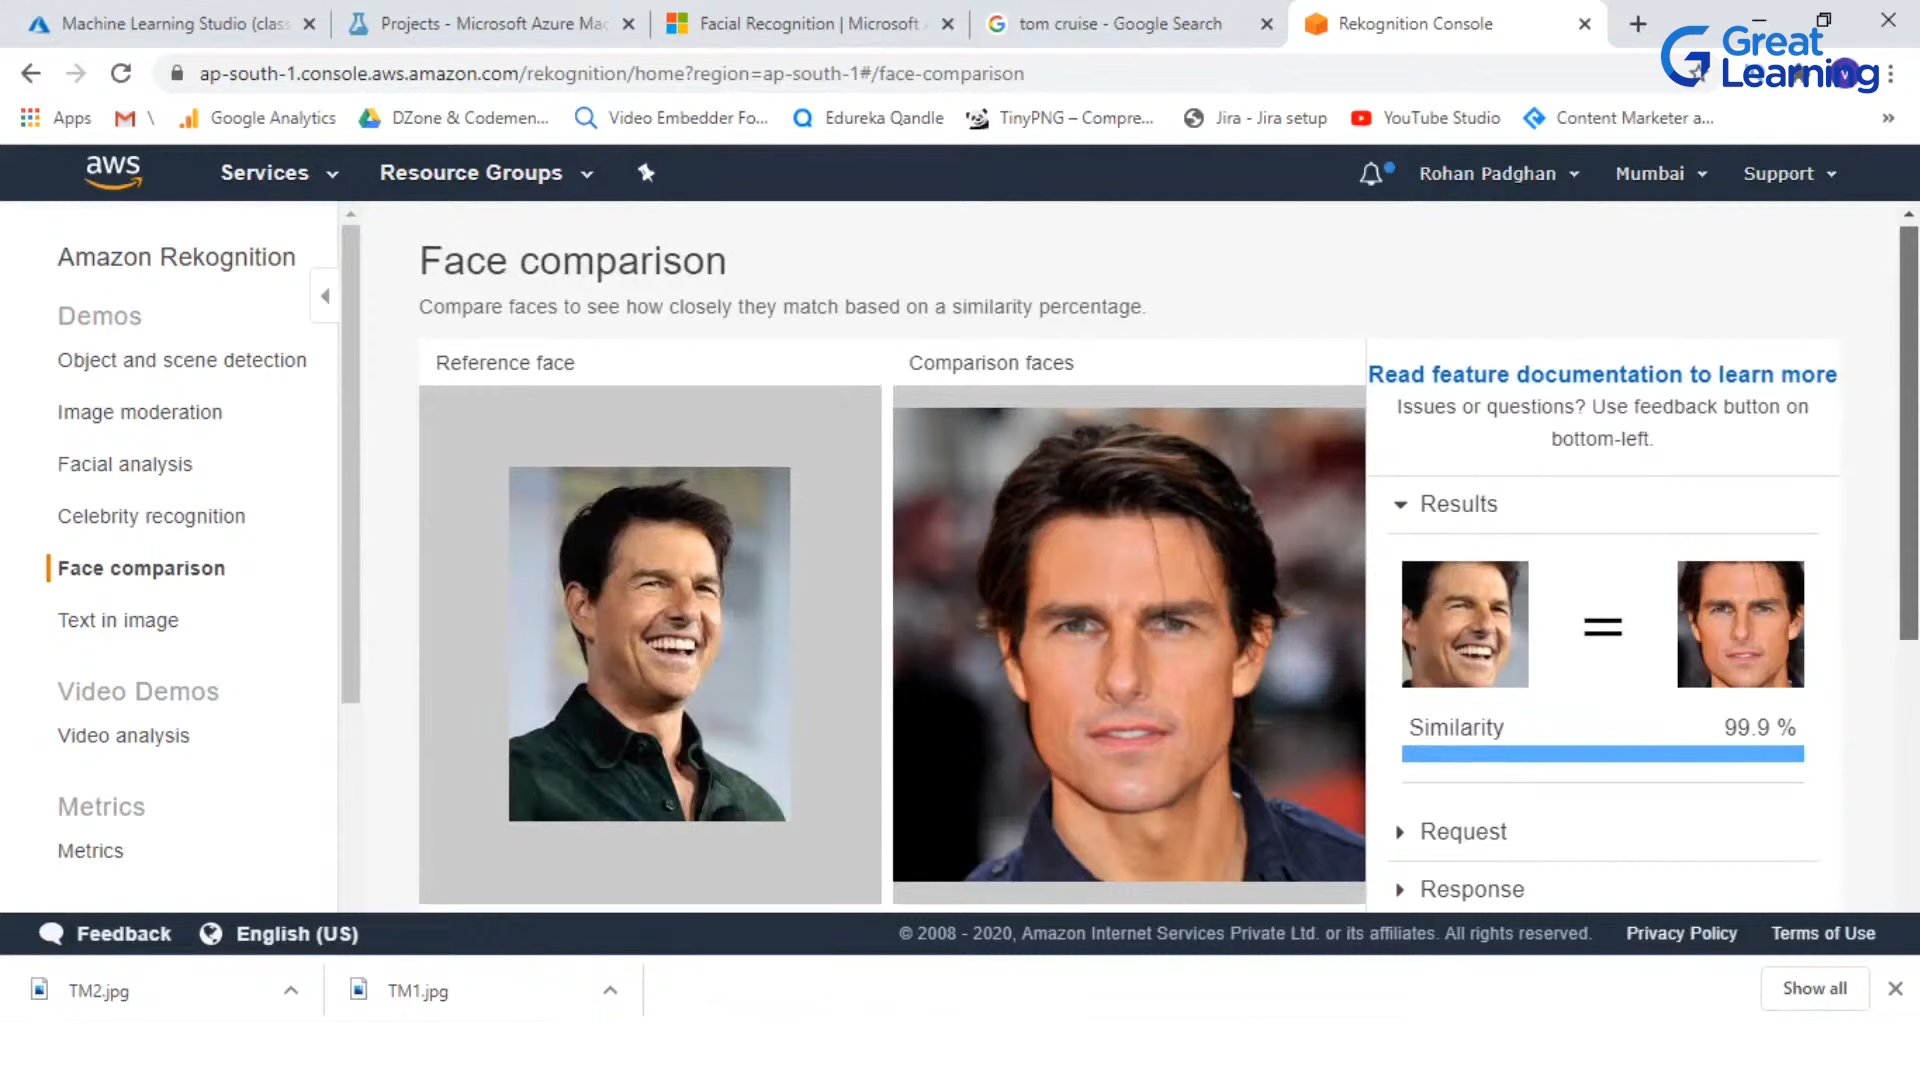 Machine Learning Studio (class
Projects - Microsoft Azure Mac
Facial Recognition | Microsoft
tom cruise - Google Search
Rekognition Console
Great Learning
ap-south-1.console.aws.amazon.com/rekognition/home?region=ap-south-1#/face-comparison
Apps
\
Google Analytics
DZone & Codemen...
Video Embedder Fo...
Edureka Qandle
TinyPNG – Compre...
Jira - Jira setup
YouTube Studio
Content Marketer a...
»
aws
Services
Resource Groups
Rohan Padghan
Mumbai
Support
Amazon Rekognition
Demos
Object and scene detection
Image moderation
Facial analysis
Celebrity recognition
Face comparison
Text in image
Video Demos
Video analysis
Metrics
Metrics
Face comparison
Compare faces to see how closely they match based on a similarity percentage.
Reference face
Comparison faces
Read feature documentation to learn more
Issues or questions? Use feedback button on
bottom-left.
Results
=
Similarity 99.9 %
Request
Response
Feedback
English (US)
© 2008 - 2020, Amazon Internet Services Private Ltd. or its affiliates. All rights reserved.
Privacy Policy
Terms of Use
TM2.jpg
TM1.jpg
Show all